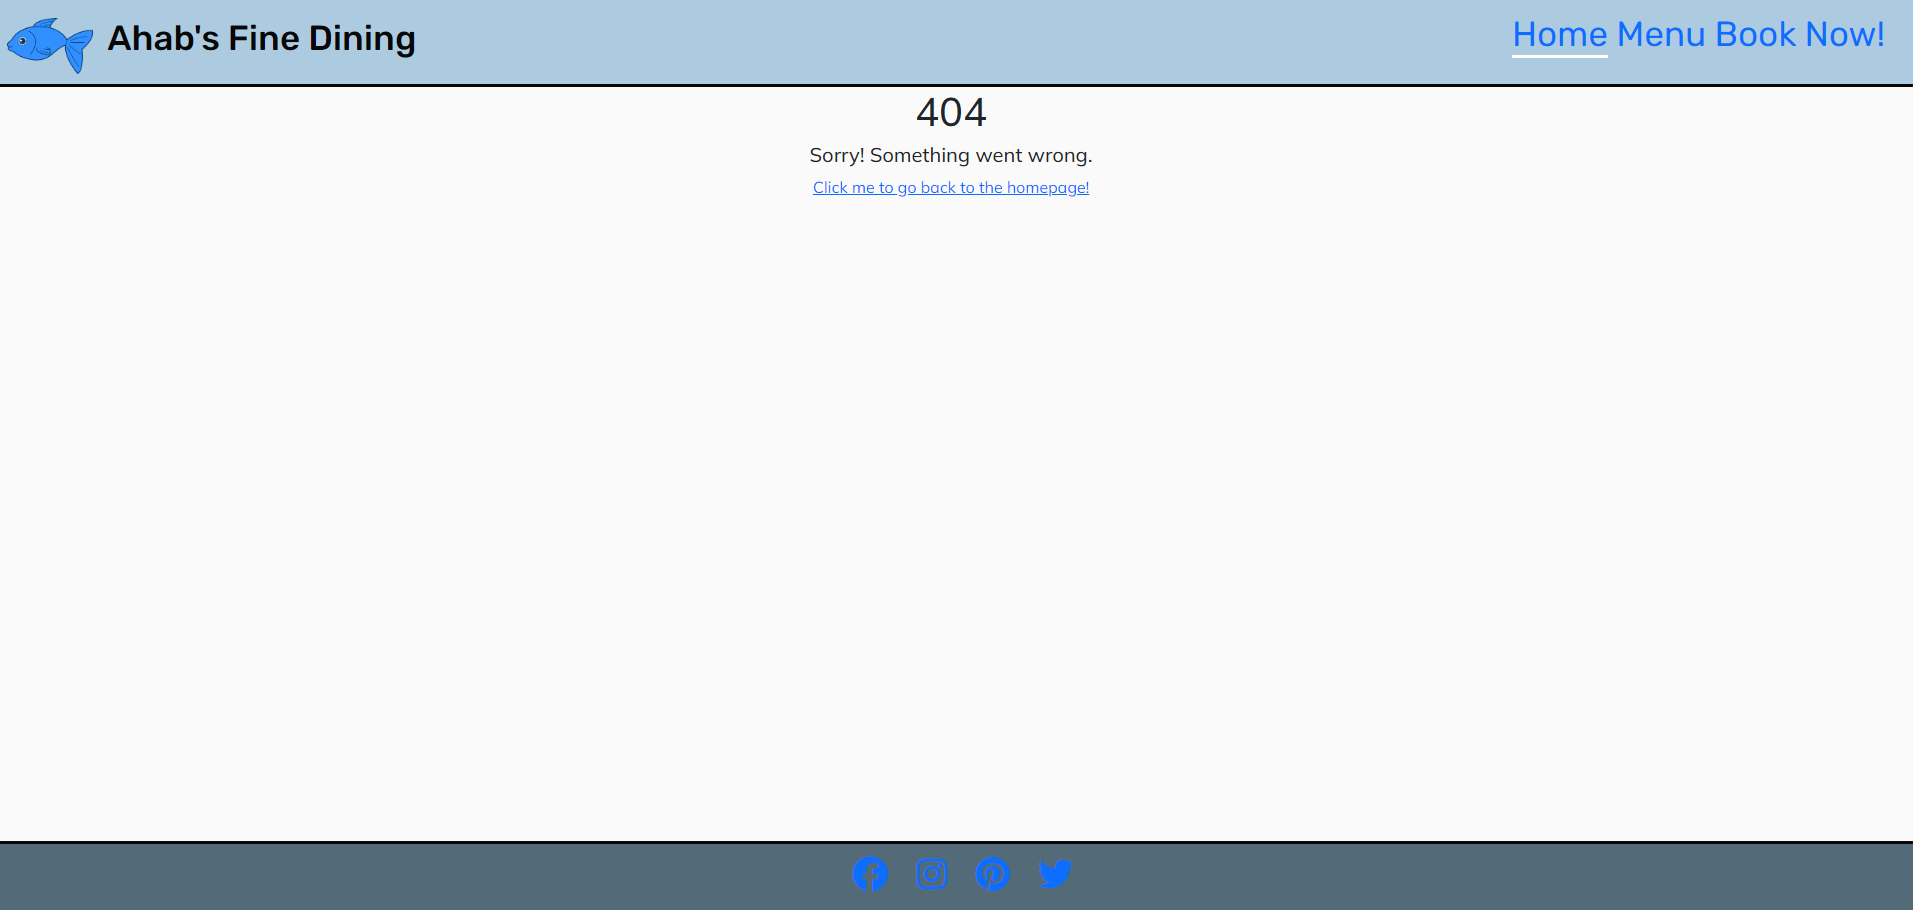 Ahab's Fine Dining
Home Menu Book Now!
404
Sorry! Something went wrong.
Click me to go back to the homepage!